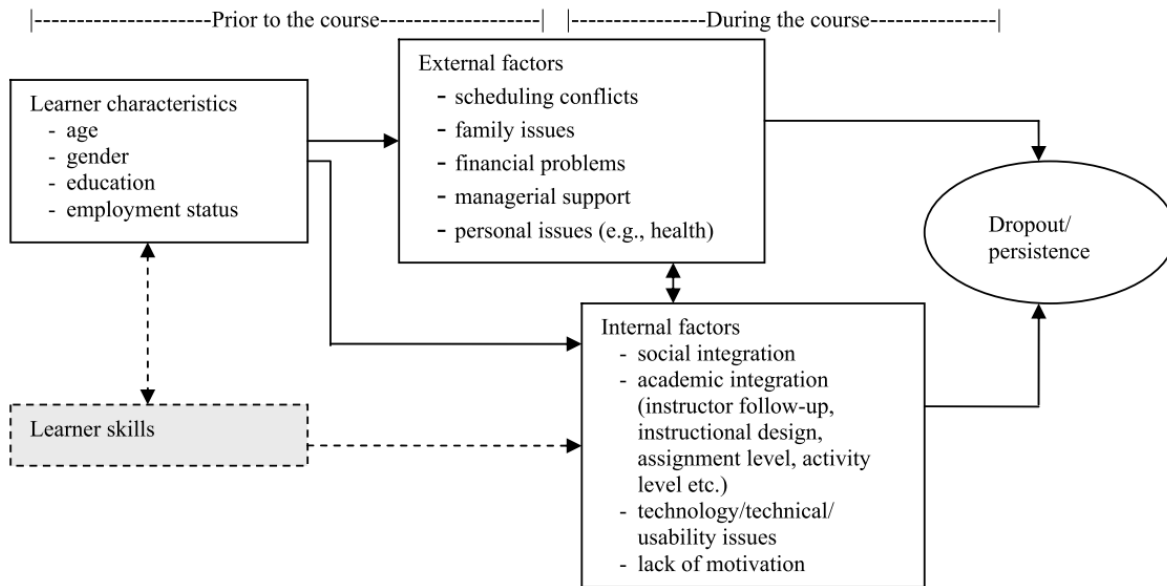 |-----------------Prior to the course----------------| |--------------During the course-------------|
External factors
- scheduling conflicts
- family issues
- financial problems
- managerial support
- personal issues (e.g., health)
Learner characteristics
- age
- gender
- education
- employment status
Dropout/
persistence
Learner skills
Internal factors
- social integration
- academic integration
(instructor follow-up,
instructional design,
assignment level, activity
level etc.)
- technology/technical/
usability issues
- lack of motivation